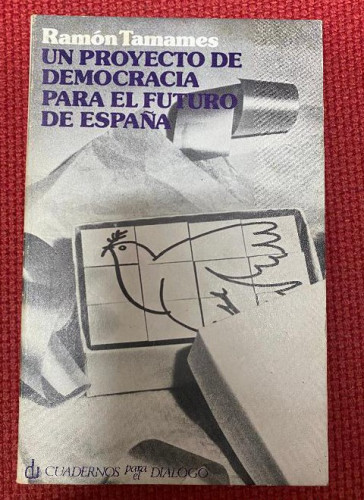 Ramón Tamames
UN PROYECTO DE
DEMOCRACIA
PARA EL FUTURO
DE ESPAÑA
CUADERNOS para el DIALOGO